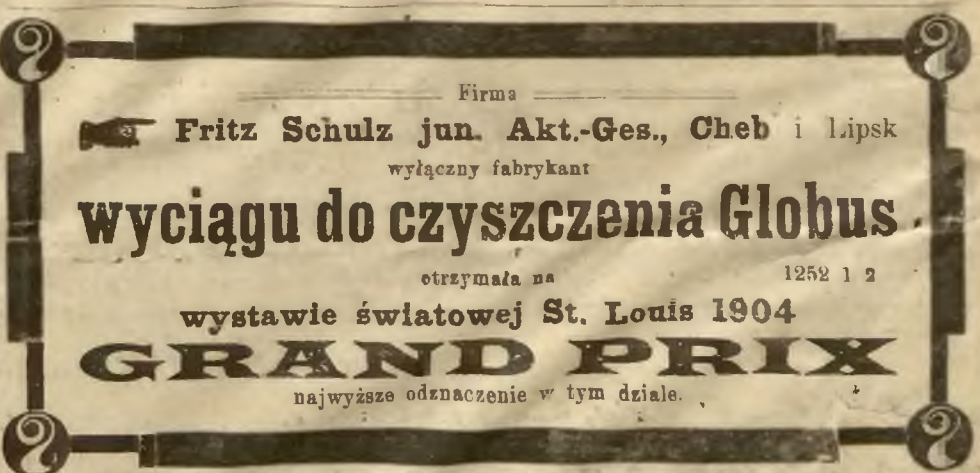 Firma
Fritz Schulz jun. Akt.-Ges., Cheb i Lipsk
wyłączny fabrykant
wyciągu do czyszczenia Globus
otrzymała na 1252 1 2
wystawie światowej St. Louis 1904
GRAND PRIX
najwyższe odznaczenie w tym dziale.